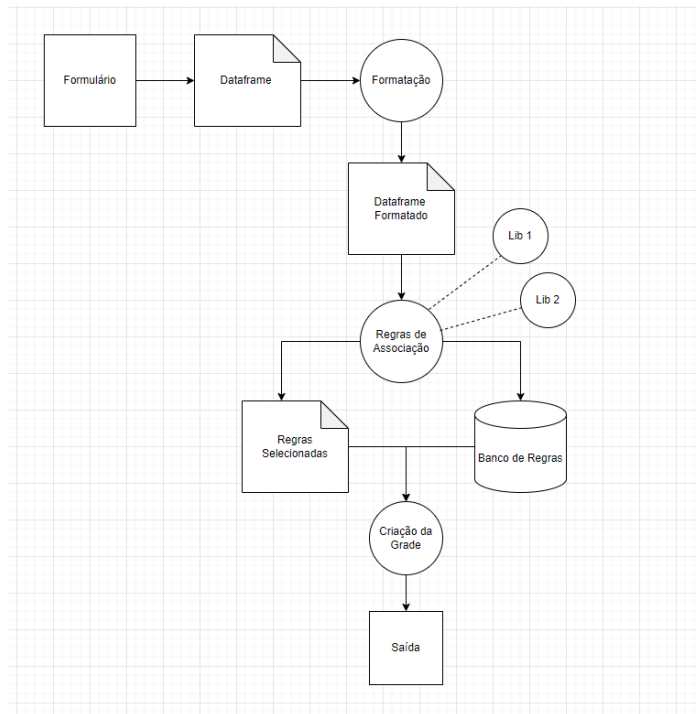 Formulário
Dataframe
Formatação
Dataframe
Formatado
Lib 1
Lib 2
Regras de
Associação
Regras
Selecionadas
Banco de Regras
Criação da
Grade
Saída